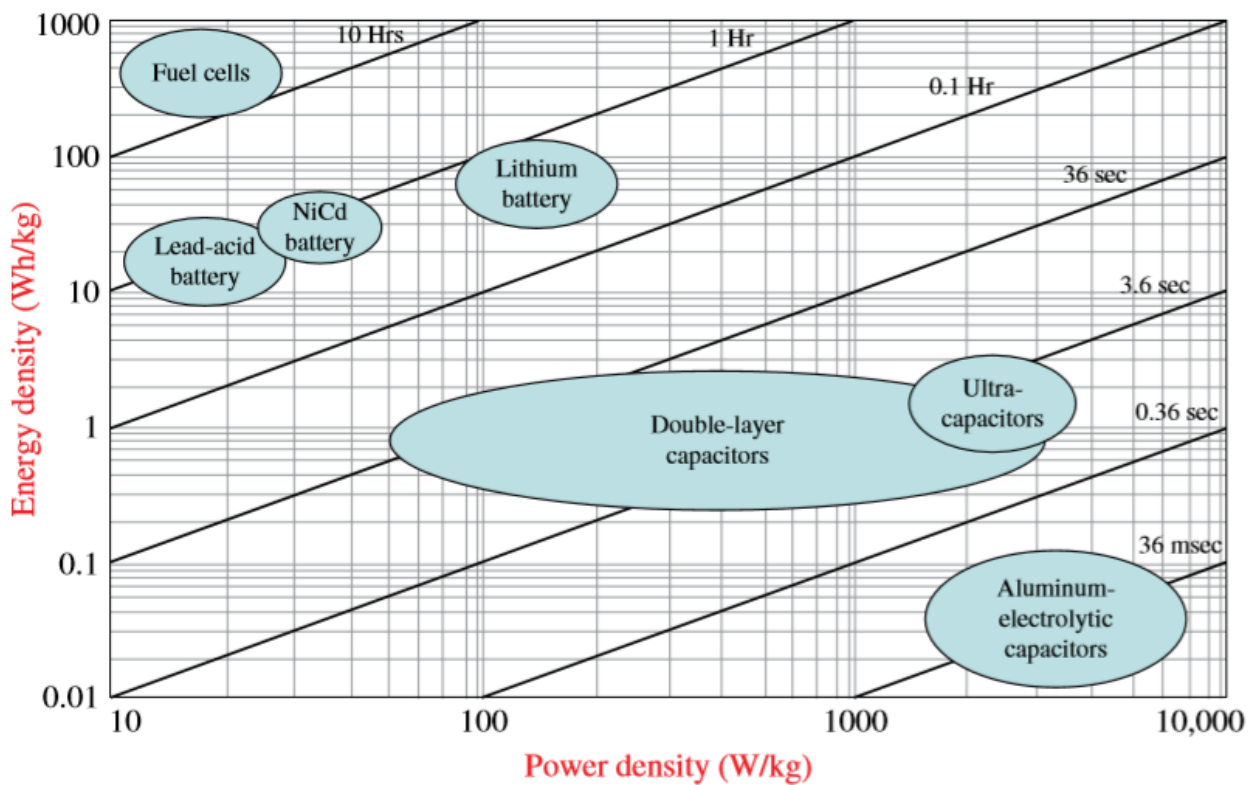 1000
100
10
1
0.1
0.01
Energy density (Wh/kg)
10 Hrs
1 Hr
0.1 Hr
36 sec
3.6 sec
0.36 sec
36 msec
Fuel cells
Lithium
battery
NiCd
battery
Lead-acid
battery
Ultra-
capacitors
Double-layer
capacitors
Aluminum-
electrolytic
capacitors
10
100
1000
10,000
Power density (W/kg)